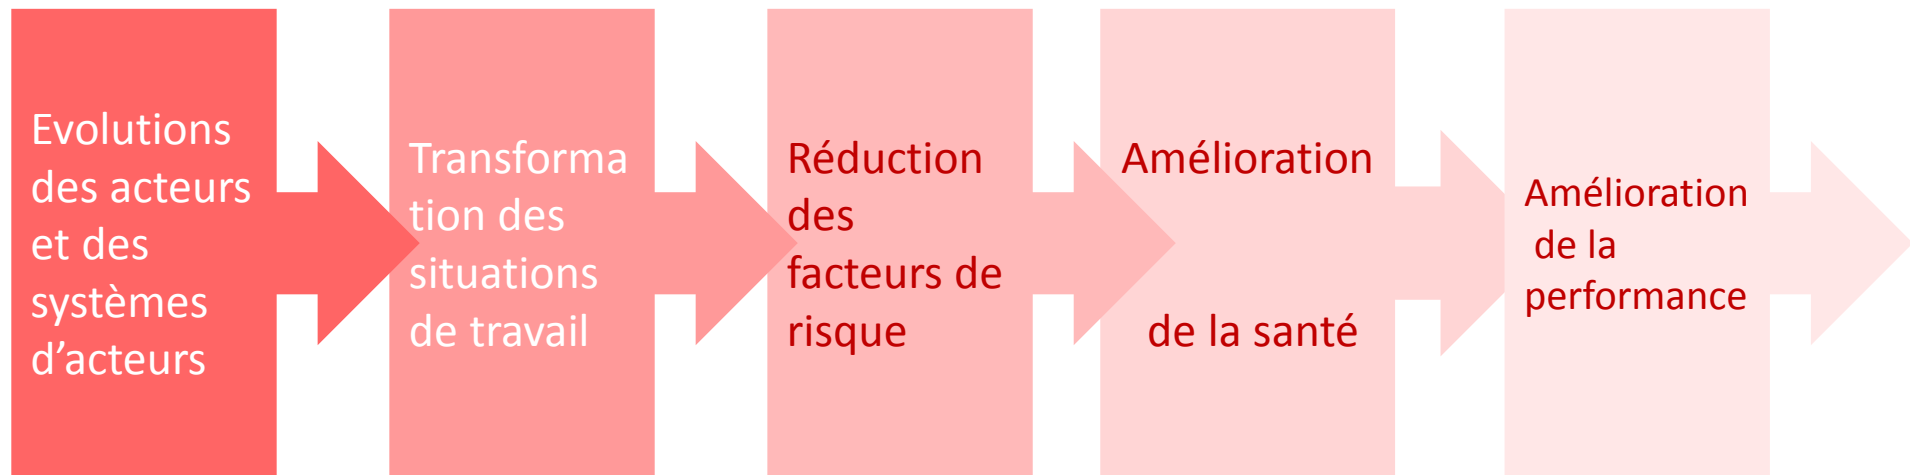 Evolutions
des acteurs
et des
systèmes
d’acteurs
Transforma
tion des
situations
de travail
Réduction
des
facteurs de
risque
Amélioration
de la santé
Amélioration
de la
performance